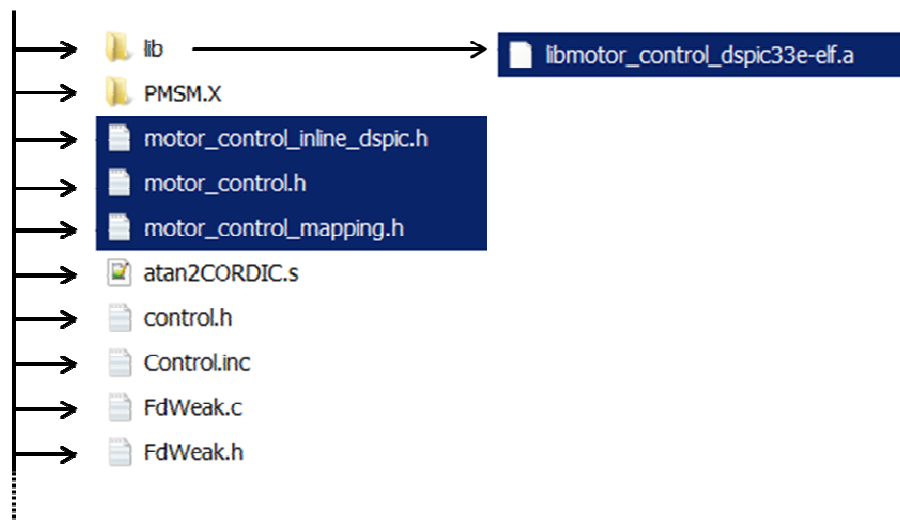 lib
libmotor_control_dspic33e-elf.a
PMSM.X
motor_control_inline_dspic.h
motor_control.h
motor_control_mapping.h
atan2CORDIC.s
control.h
Control.inc
FdWeak.c
FdWeak.h